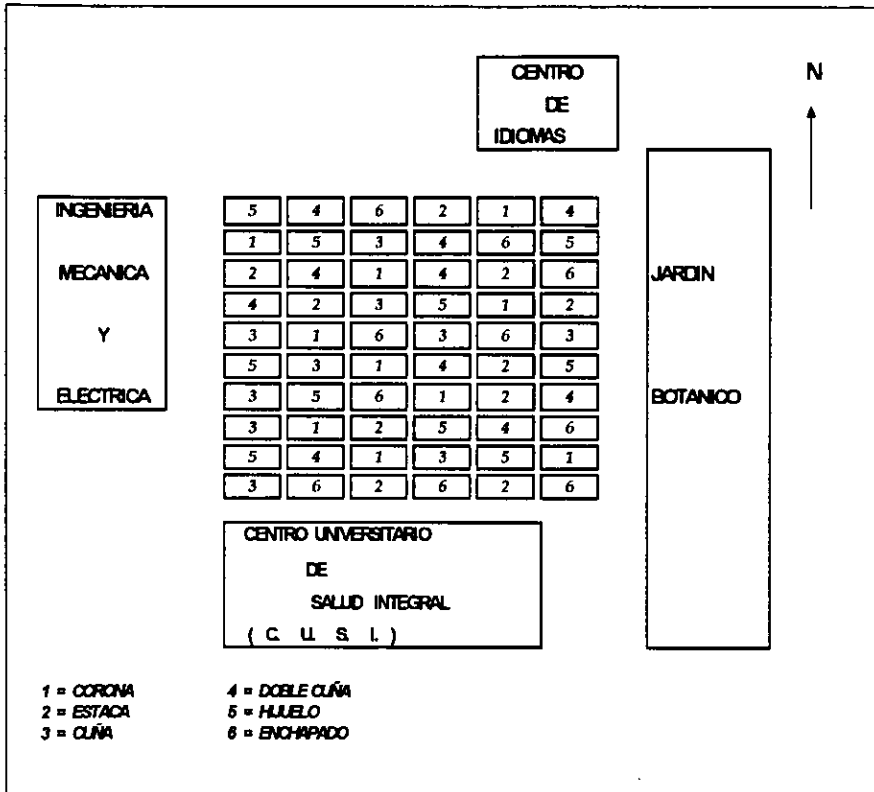 CENTRO
DE
IDIOMAS
N
INGENIERIA
MECANICA
Y
ELECTRICA
5 4 6 2 1 4
1 5 3 4 6 5
2 4 1 4 2 6
4 2 3 5 1 2
3 1 6 3 6 3
5 3 1 4 2 5
3 5 6 1 2 4
3 1 2 5 4 6
5 4 1 3 5 1
3 6 2 6 2 6
JARDIN
BOTANICO
CENTRO UNIVERSITARIO
DE
SALUD INTEGRAL
( C. U. S. I. )
1 = CORONA
2 = ESTACA
3 = CUÑA
4 = DOBLE CUÑA
5 = HIJUELO
6 = ENCHAPADO